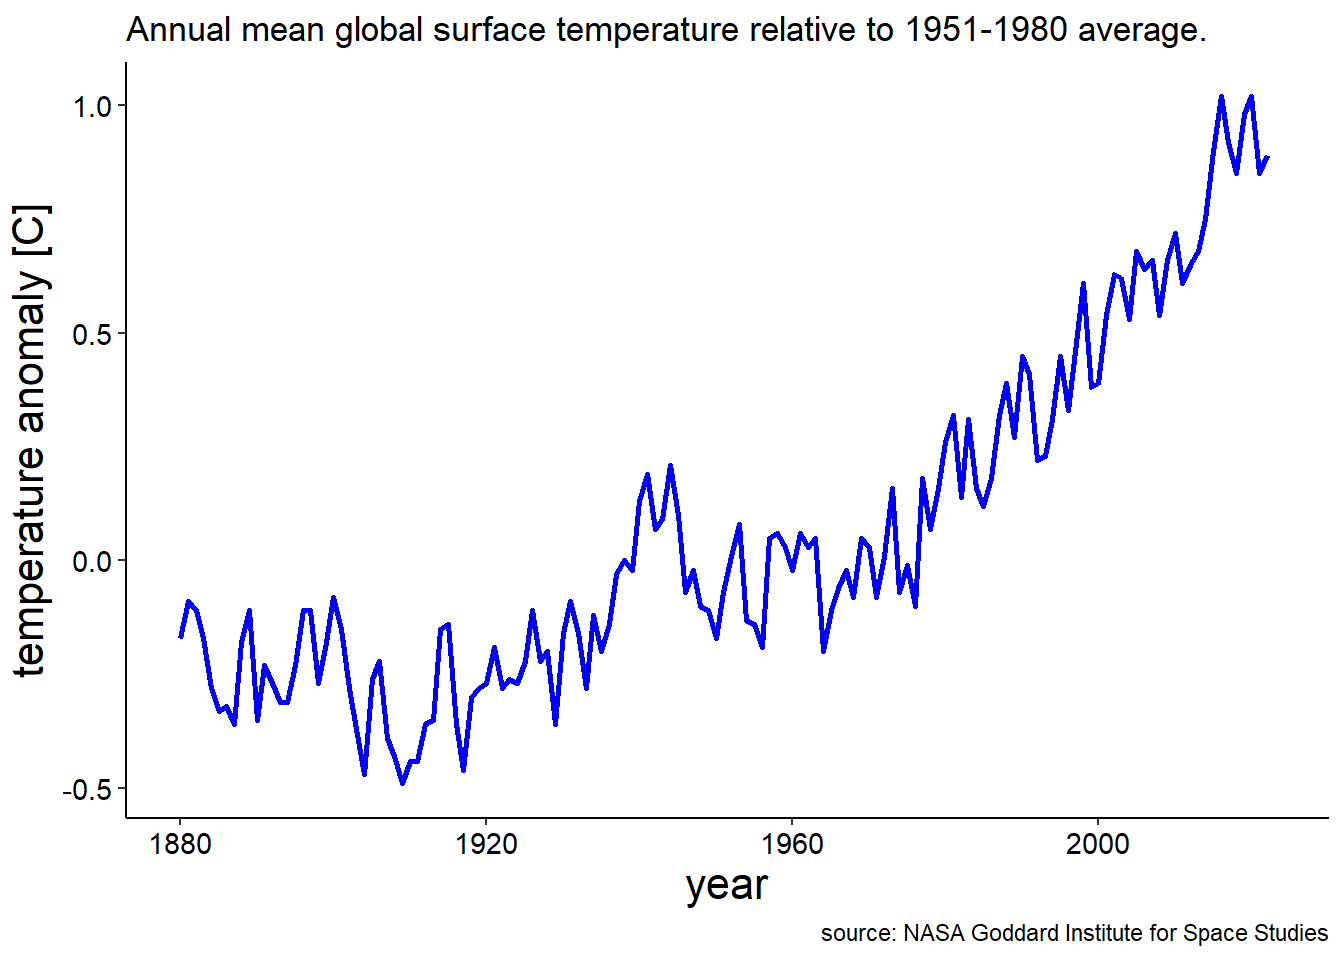 Annual mean global surface temperature relative to 1951-1980 average.
temperature anomaly [C]
1.0
0.5
0.0
-0.5
1880 1920 1960 2000
year
source: NASA Goddard Institute for Space Studies